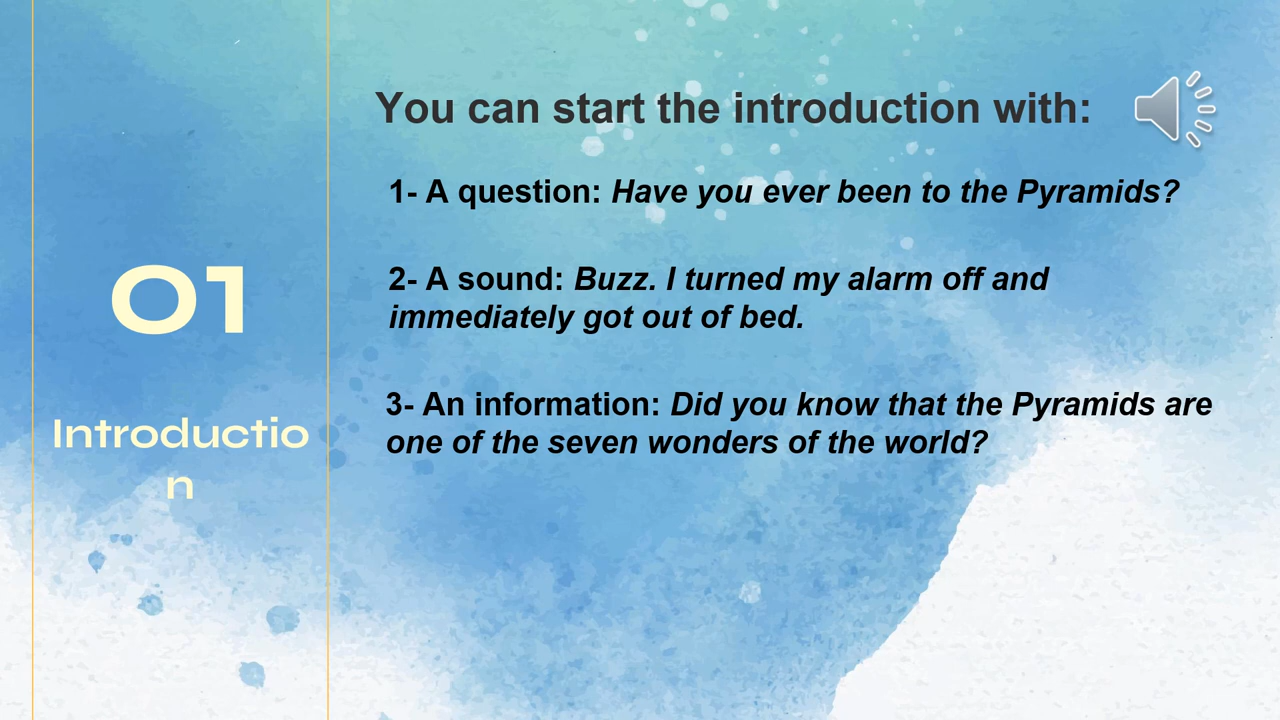 01
Introductio
n
You can start the introduction with:
1- A question: Have you ever been to the Pyramids?
2- A sound: Buzz. I turned my alarm off and
immediately got out of bed.
3- An information: Did you know that the Pyramids are
one of the seven wonders of the world?